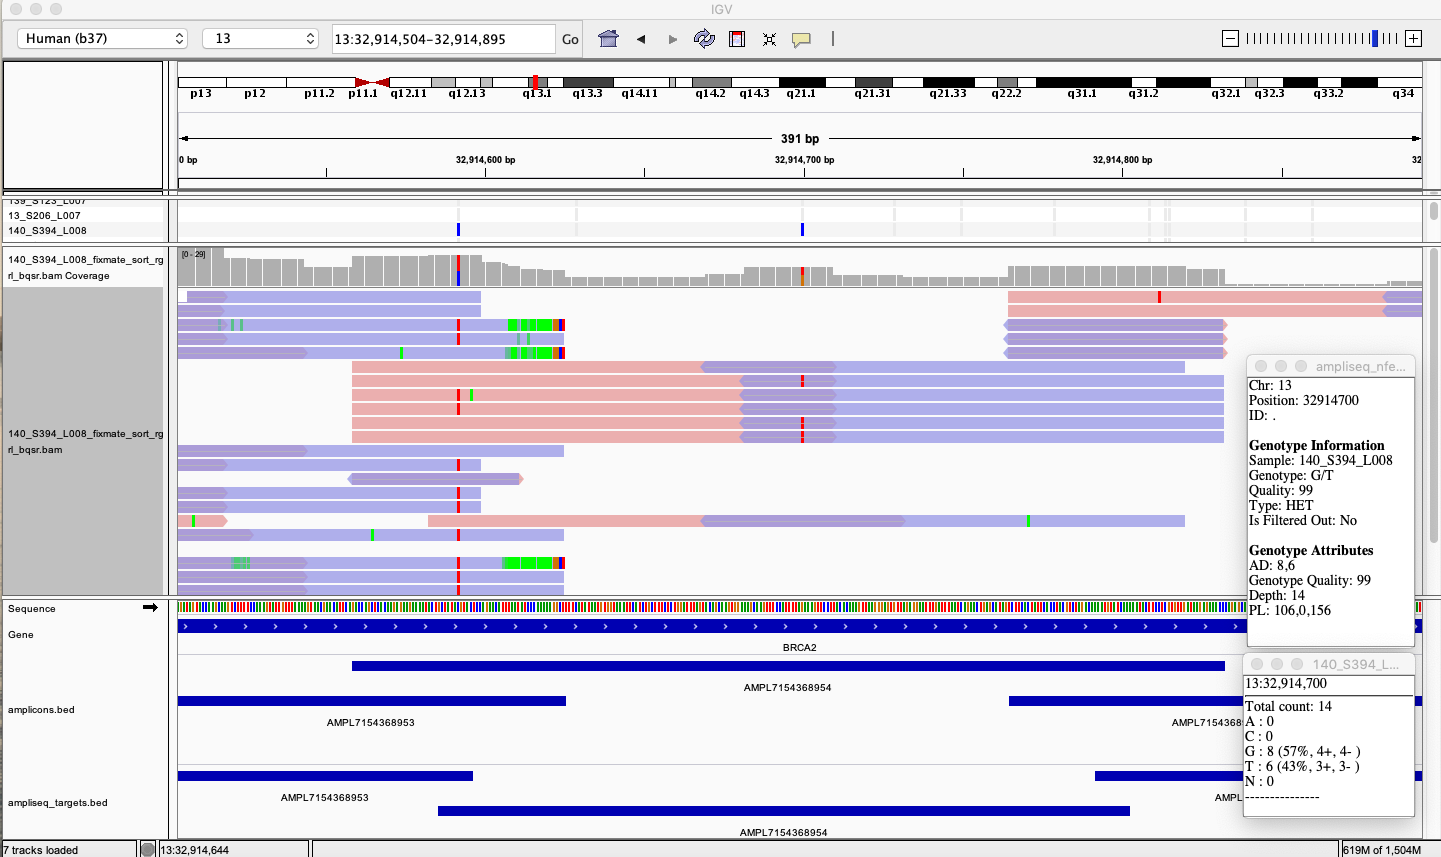 IGV
Human (b37)
13
13:32,914,504-32,914,895
Go
p13 p12 p11.2 p11.1 q12.11 q12.13 q13.1 q13.3 q14.11 q14.2 q14.3 q21.1 q21.31 q21.33 q22.2 q31.1 q31.2 q32.1 q32.3 q33.2 q34
391 bp
0 bp 32,914,600 bp 32,914,700 bp 32,914,800 bp 32
139_S123_L007
13_S206_L007
140_S394_L008
140_S394_L008_fixmate_sort_rg
rl_bqsr.bam Coverage
[0 - 29]
140_S394_L008_fixmate_sort_rg
rl_bqsr.bam
ampliseq_nfe...
Chr: 13
Position: 32914700
ID: .
Genotype Information
Sample: 140_S394_L008
Genotype: G/T
Quality: 99
Type: HET
Is Filtered Out: No
Genotype Attributes
AD: 8,6
Genotype Quality: 99
Depth: 14
PL: 106,0,156
Sequence
Gene
BRCA2
140_S394_L...
13:32,914,700
Total count: 14
A : 0
C : 0
G : 8 (57%, 4+, 4- )
T : 6 (43%, 3+, 3- )
N : 0
---------------
amplicons.bed
AMPL7154368954
AMPL7154368953
AMPL7154368
ampliseq_targets.bed
AMPL7154368953
AMPL
AMPL7154368954
7 tracks loaded
13:32,914,644
619M of 1,504M